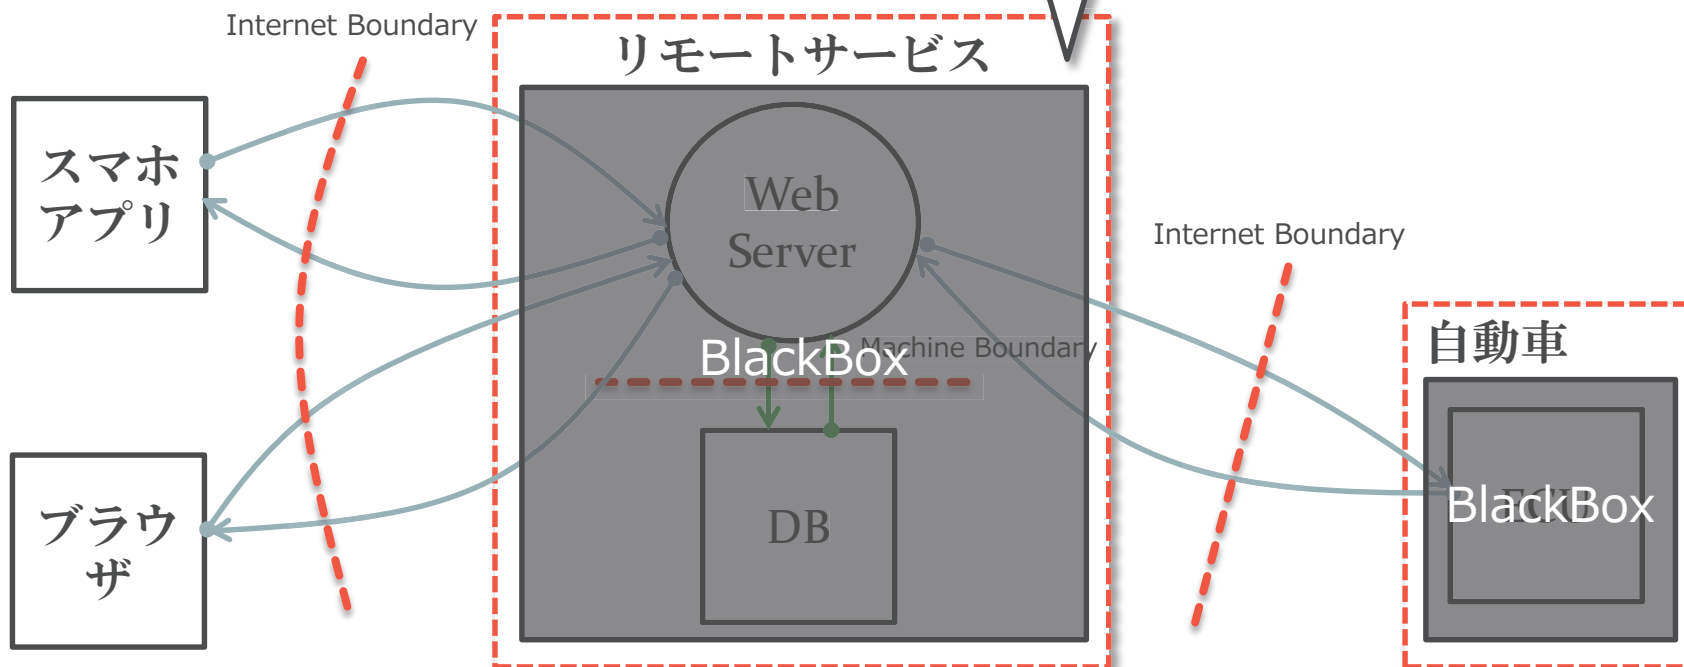 Internet Boundary
リモートサービス
スマホ
アプリ
Web
Server
Internet Boundary
Machine Boundary
BlackBox
自動車
ブラウ
ザ
DB
ECU
BlackBox